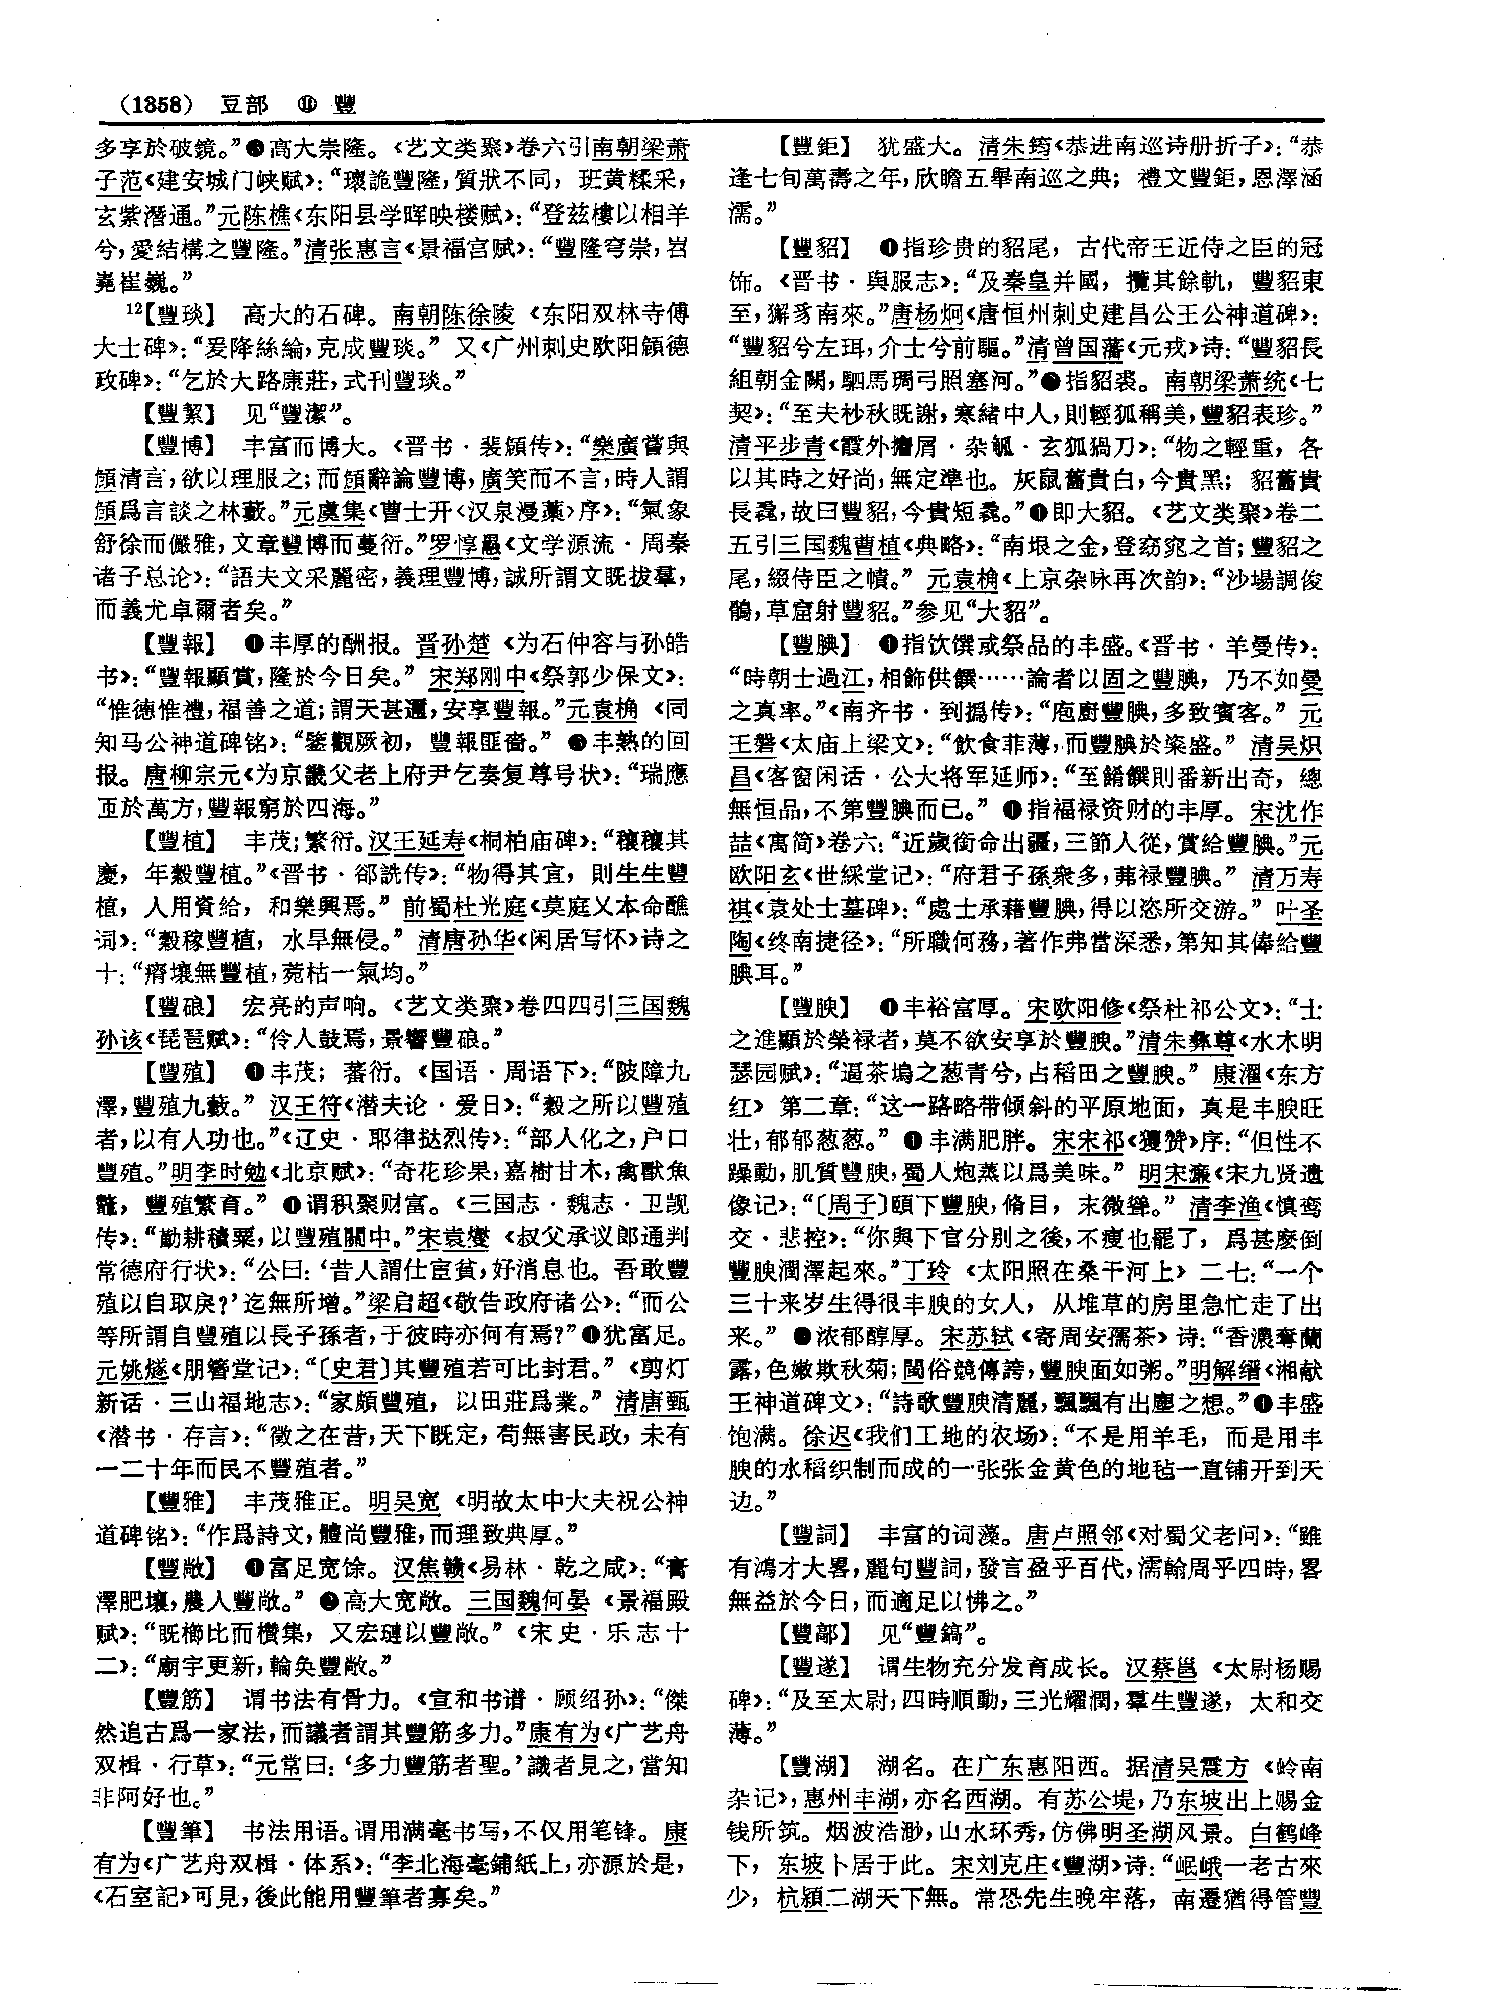 （1358） 豆部 ⑪ 豐
多享於破鏡。”❸高大崇隆。《艺文类聚》卷六引南朝梁萧
子范《建安城门峡赋》：“瓌詭豐隆，質狀不同，班黄糅采，
玄紫潛通。”元陈樵《东阳县学晖映楼赋》：“登兹樓以相羊
兮，愛結構之豐隆。”清张惠言《景福宫赋》：“豐隆穹崇，岧
嶤崔巍。”
12【豐琰】 高大的石碑。南朝陈徐陵《东阳双林寺傅
大士碑》：“爰降絲綸，克成豐琰。” 又《广州刺史欧阳頠德
政碑》：“乞於大路康莊，式刊豐琰。”
【豐絜】 见“豐潔”。
【豐博】 丰富而博大。《晋书·裴頠传》：“樂廣嘗與
頠清言，欲以理服之；而頠辭論豐博，廣笑而不言，時人謂
頠爲言談之林藪。”元虞集《曹士开〈汉泉漫藁〉序》：“氣象
舒徐而儼雅，文章豐博而蔓衍。”罗惇曧《文学源流·周秦
诸子总论》：“語夫文采麗密，義理豐博，誠所謂文既拔羣，
而義尤卓爾者矣。”
【豐報】 ❶丰厚的酬报。晋孙楚《为石仲容与孙皓
书》：“豐報顯賞，隆於今日矣。” 宋郑刚中《祭郭少保文》：
“惟德惟禮，福善之道；謂天甚邇，安享豐報。”元袁桷《同
知马公神道碑铭》：“鑒觀厥初，豐報匪嗇。” ❷丰熟的回
报。唐柳宗元《为京畿父老上府尹乞奏复尊号状》：“瑞應
亙於萬方，豐報窮於四海。”
【豐植】 丰茂；繁衍。汉王延寿《桐柏庙碑》：“穰穰其
慶，年穀豐植。”《晋书·郤詵传》：“物得其宜，則生生豐
植，人用資給，和樂興焉。” 前蜀杜光庭《莫庭乂本命醮
词》：“穀稼豐植，水旱無侵。” 清唐孙华《闲居写怀》诗之
十：“瘠壤無豐植，菀枯一氣均。”
【豐硠】 宏亮的声响。《艺文类聚》卷四四引三国魏
孙该《琵琶赋》：“伶人鼓焉，景響豐硠。”
【豐殖】 ❶丰茂；蕃衍。《国语·周语下》：“陂障九
澤，豐殖九藪。” 汉王符《潜夫论·爱日》：“穀之所以豐殖
者，以有人功也。”《辽史·耶律挞烈传》：“部人化之，户口
豐殖。”明李时勉《北京赋》：“奇花珍果，嘉樹甘木，禽獸魚
鼈，豐殖繁育。” ❷谓积聚财富。《三国志·魏志·卫觊
传》：“勤耕積粟，以豐殖關中。”宋袁燮《叔父承议郎通判
常德府行状》：“公曰：‘昔人謂仕宦貧，好消息也。吾敢豐
殖以自取戾？’迄無所增。”梁启超《敬告政府诸公》：“而公
等所謂自豐殖以長子孫者，于彼時亦何有焉？”❸犹富足。
元姚燧《朋簪堂记》：“〔史君〕其豐殖若可比封君。”《剪灯
新话·三山福地志》：“家頗豐殖，以田莊爲業。” 清唐甄
《潜书·存言》：“徵之在昔，天下既定，苟無害民政，未有
一二十年而民不豐殖者。”
【豐雅】 丰茂雅正。明吴宽《明故太中大夫祝公神
道碑铭》：“作爲詩文，體尚豐雅，而理致典厚。”
【豐敞】 ❶富足宽馀。汉焦赣《易林·乾之咸》：“膏
澤肥壤，農人豐敞。” ❷高大宽敞。三国魏何晏《景福殿
赋》：“既櫛比而欑集，又宏璉以豐敞。”《宋史·乐志十
二》：“廟宇更新，輪奐豐敞。”
【豐筋】 谓书法有骨力。《宣和书谱·顾绍孙》：“傑
然追古爲一家法，而議者謂其豐筋多力。”康有为《广艺舟
双楫·行草》：“元常曰：‘多力豐筋者聖。’識者見之，當知
非阿好也。”
【豐筆】 书法用语。谓用满毫书写，不仅用笔锋。康
有为《广艺舟双楫·体系》：“李北海毫鋪紙上，亦源於是，
《石室記》可見，後此能用豐筆者寡矣。”
【豐鉅】 犹盛大。清朱筠《恭进南巡诗册折子》：“恭
逢七旬萬壽之年，欣瞻五舉南巡之典；禮文豐鉅，恩澤涵
濡。”
【豐貂】 ❶指珍贵的貂尾，古代帝王近侍之臣的冠
饰。《晋书·舆服志》：“及秦皇并國，攬其餘軌，豐貂東
至，獬豸南來。”唐杨炯《唐恒州刺史建昌公王公神道碑》：
“豐貂兮左珥，介士兮前驅。”清曾国藩《元戎》诗：“豐貂長
組朝金闕，駟馬琱弓照塞河。”❷指貂裘。南朝梁萧统《七
契》：“至夫杪秋既謝，寒緒中人，則輕狐稱美，豐貂表珍。”
清平步青《霞外攟屑·杂觚·玄狐猧刀》：“物之輕重，各
以其時之好尚，無定準也。灰鼠舊貴白，今貴黑；貂舊貴
長毳，故曰豐貂，今貴短毳。”❸即大貂。《艺文类聚》卷二
五引三国魏曹植《典略》：“南垠之金，登窈窕之首；豐貂之
尾，綴侍臣之幘。” 元袁桷《上京杂咏再次韵》：“沙場調俊
鶻，草窟射豐貂。”参见“大貂”。
【豐腆】 ❶指饮馔或祭品的丰盛。《晋书·羊曼传》：
“時朝士過江，相飾供饌……論者以固之豐腆，乃不如曼
之真率。”《南齐书·到撝传》：“庖廚豐腆，多致賓客。” 元
王磐《太庙上梁文》：“飲食菲薄，而豐腆於粢盛。” 清吴炽
昌《客窗闲话·公大将军延师》：“至餚饌則番新出奇，總
無恒品，不第豐腆而已。” ❷指福禄资财的丰厚。宋沈作
喆《寓简》卷六：“近歲銜命出疆，三節人從，賞給豐腆。”元
欧阳玄《世綵堂记》：“府君子孫衆多，茀禄豐腆。” 清万寿
祺《袁处士墓碑》：“處士承藉豐腆，得以恣所交游。” 叶圣
陶《终南捷径》：“所職何務，著作弗嘗深悉，第知其俸給豐
腆耳。”
【豐腴】 ❶丰裕富厚。宋欧阳修《祭杜祁公文》：“士
之進顯於榮禄者，莫不欲安享於豐腴。”清朱彝尊《水木明
瑟园赋》：“逼茶塢之葱青兮，占稻田之豐腴。” 康濯《东方
红》第二章：“这一路略带倾斜的平原地面，真是丰腴旺
壮，郁郁葱葱。” ❷丰满肥胖。宋宋祁《玃赞》序：“但性不
躁動，肌質豐腴，蜀人炮蒸以爲美味。” 明宋濂《宋九贤遗
像记》：“〔周子〕頤下豐腴，脩目，末微聳。” 清李渔《慎鸾
交·悲控》：“你與下官分别之後，不瘦也罷了，爲甚麽倒
豐腴潤澤起來。”丁玲《太阳照在桑干河上》二七：“一个
三十来岁生得很丰腴的女人，从堆草的房里急忙走了出
来。” ❸浓郁醇厚。宋苏轼《寄周安孺茶》诗：“香濃奪蘭
露，色嫩欺秋菊；閩俗競傳誇，豐腴面如粥。”明解缙《湘献
王神道碑文》：“詩歌豐腴清麗，飄飄有出塵之想。”❹丰盛
饱满。徐迟《我们工地的农场》：“不是用羊毛，而是用丰
腴的水稻织制而成的一张张金黄色的地毡一直铺开到天
边。”
【豐詞】 丰富的词藻。唐卢照邻《对蜀父老问》：“雖
有鴻才大畧，麗句豐詞，發言盈乎百代，濡翰周乎四時，畧
無益於今日，而適足以怫之。”
【豐鄗】 见“豐鎬”。
【豐遂】 谓生物充分发育成长。汉蔡邕《太尉杨赐
碑》：“及至太尉，四時順動，三光耀潤，羣生豐遂，太和交
薄。”
【豐湖】 湖名。在广东惠阳西。据清吴震方《岭南
杂记》，惠州丰湖，亦名西湖。有苏公堤，乃东坡出上赐金
钱所筑。烟波浩渺，山水环秀，仿佛明圣湖风景。白鹤峰
下，东坡卜居于此。宋刘克庄《豐湖》诗：“岷峨一老古來
少，杭潁二湖天下無。常恐先生晚牢落，南遷猶得管豐